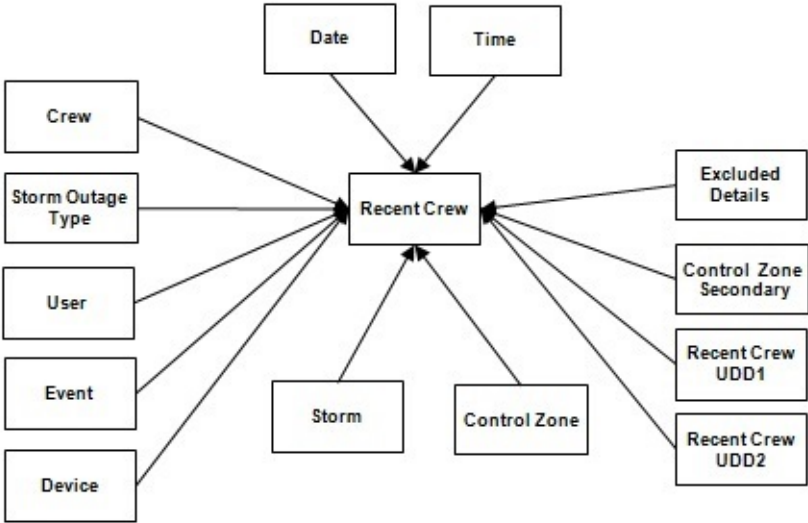 Date
Time
Crew
Storm Outage
Type
Recent Crew
Excluded
Details
User
Control Zone
Secondary
Event
Storm
Control Zone
Recent Crew
UDD1
Device
Recent Crew
UDD2